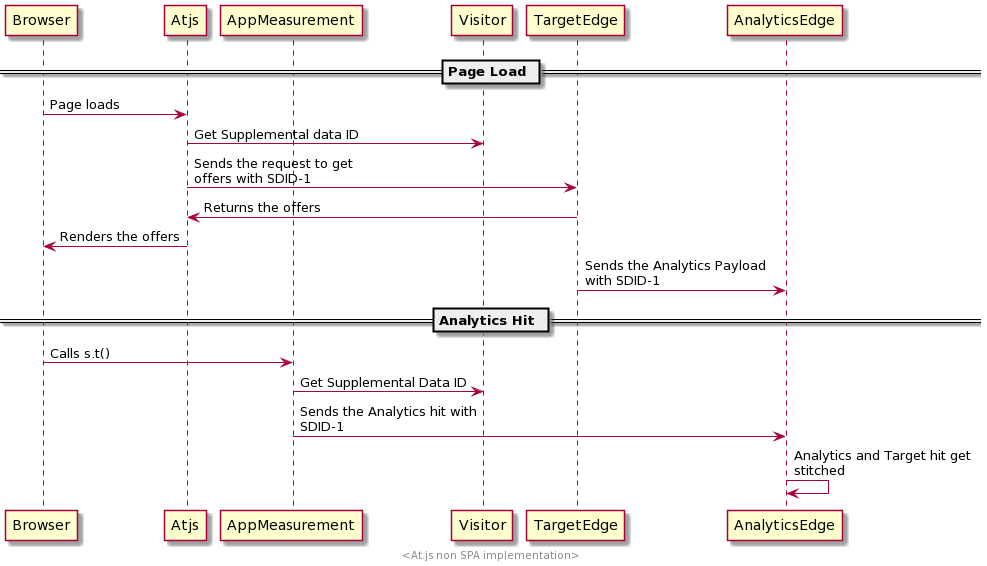 Browser Atjs AppMeasurement Visitor TargetEdge AnalyticsEdge
Page Load
Page loads
Get Supplemental data ID
Sends the request to get
offers with SDID-1
Returns the offers
Renders the offers
Sends the Analytics Payload
with SDID-1
Analytics Hit
Calls s.t()
Get Supplemental Data ID
Sends the Analytics hit with
SDID-1
Analytics and Target hit get
stitched
Browser Atjs AppMeasurement Visitor TargetEdge AnalyticsEdge
<At.js non SPA implementation>